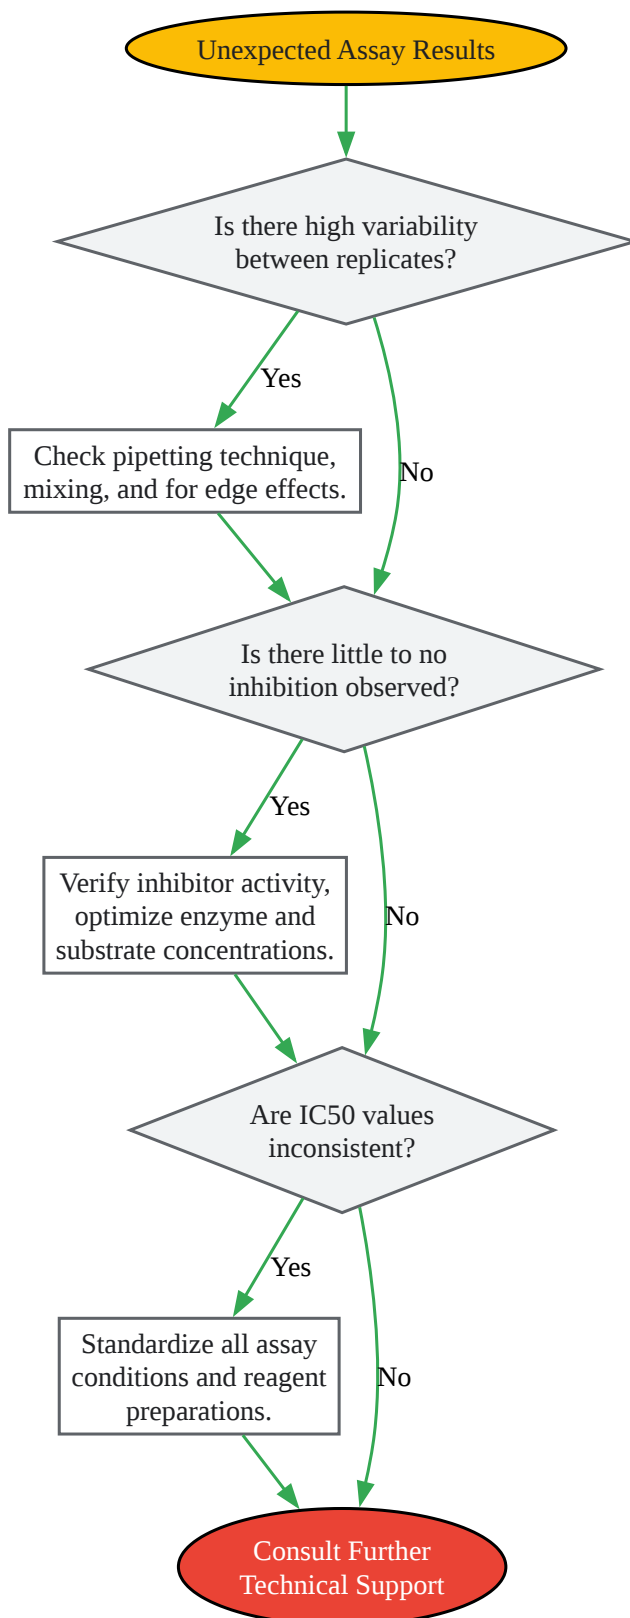 Unexpected Assay Results
Is there high variability
between replicates?
Yes
Check pipetting technique,
mixing, and for edge effects.
No
Is there little to no
inhibition observed?
Yes
Verify inhibitor activity,
optimize enzyme and
substrate concentrations.
No
Are IC50 values
inconsistent?
Yes
Standardize all assay
conditions and reagent
preparations.
No
Consult Further
Technical Support